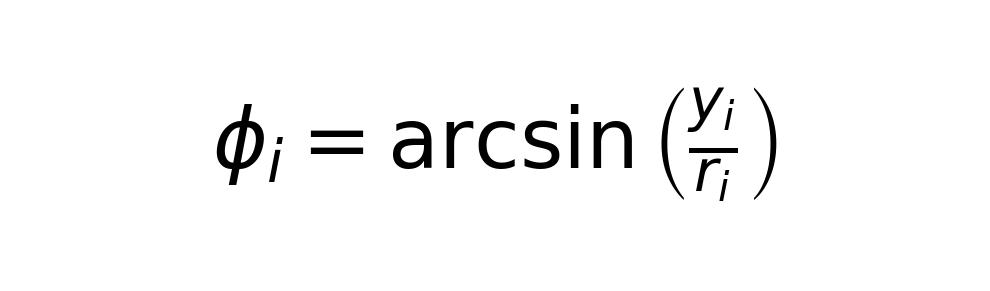 ϕᵢ = arcsin (yᵢ/rᵢ)